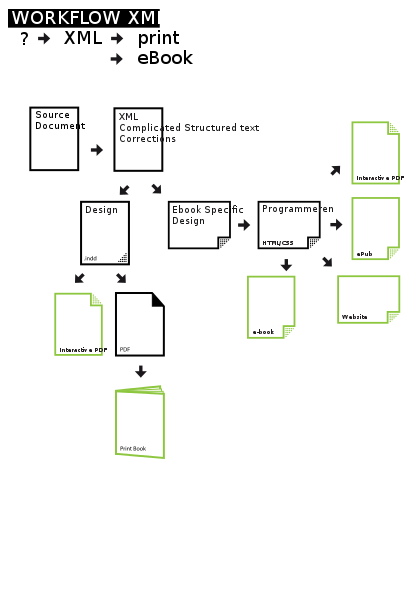 WORKFLOW XML
? XML print
eBook
Source
Document
XML
Complicated Structured text
Corrections
Interactive PDF
Design
.indd
Ebook Specific
Design
Programmeren
HTML/CSS
ePub
Interactive PDF
PDF
e-book
Website
Print Book